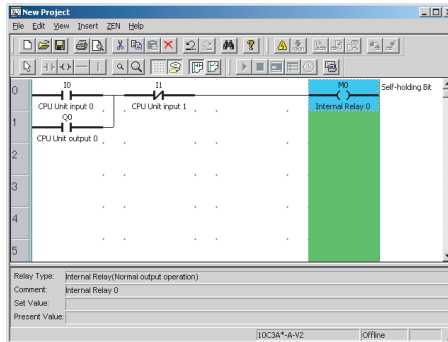 New Project
File Edit View Insert ZEN Help
0 I0 I1 M0 Self-holding Bit
CPU Unit input 0 CPU Unit input 1 Internal Relay 0
1 Q0
CPU Unit output 0
2
3
4
5
Relay Type: Internal Relay(Normal output operation)
Comment: Internal Relay 0
Set Value:
Present Value:
10C3A*-A-V2 Offline